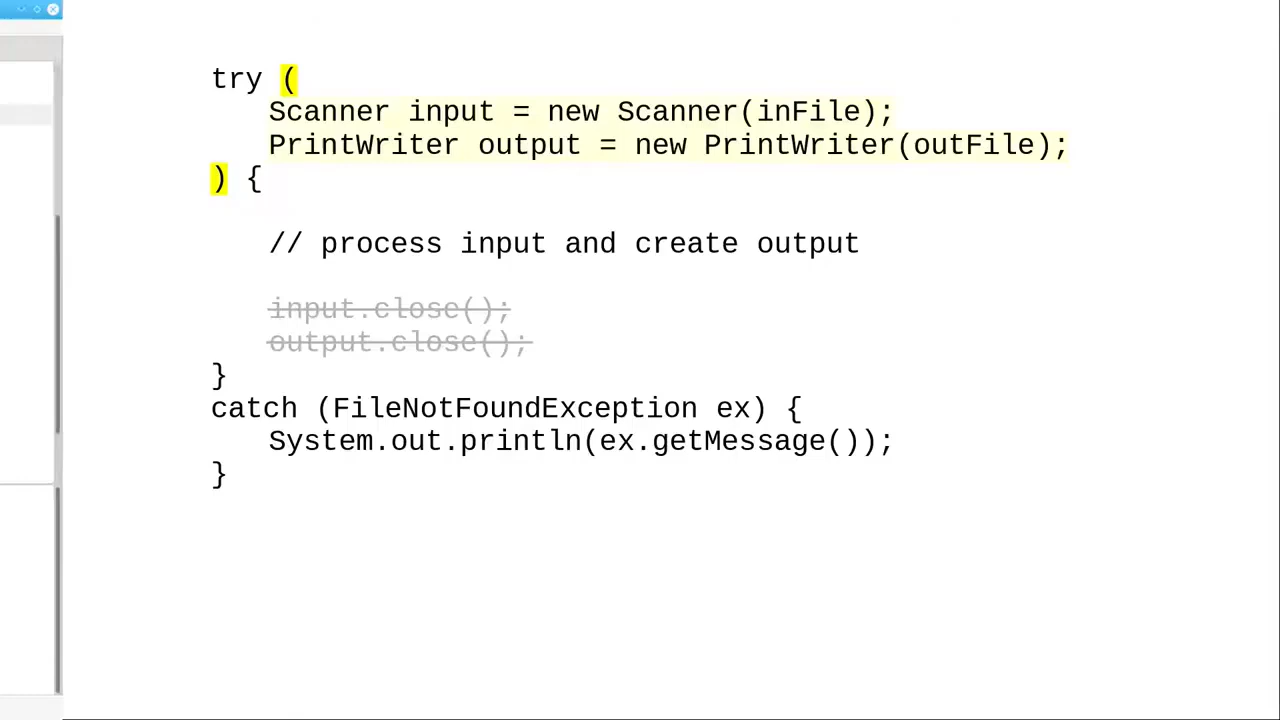 try (
Scanner input = new Scanner(inFile);
PrintWriter output = new PrintWriter(outFile);
) {
// process input and create output
input.close();
output.close();
}
catch (FileNotFoundException ex) {
System.out.println(ex.getMessage());
}